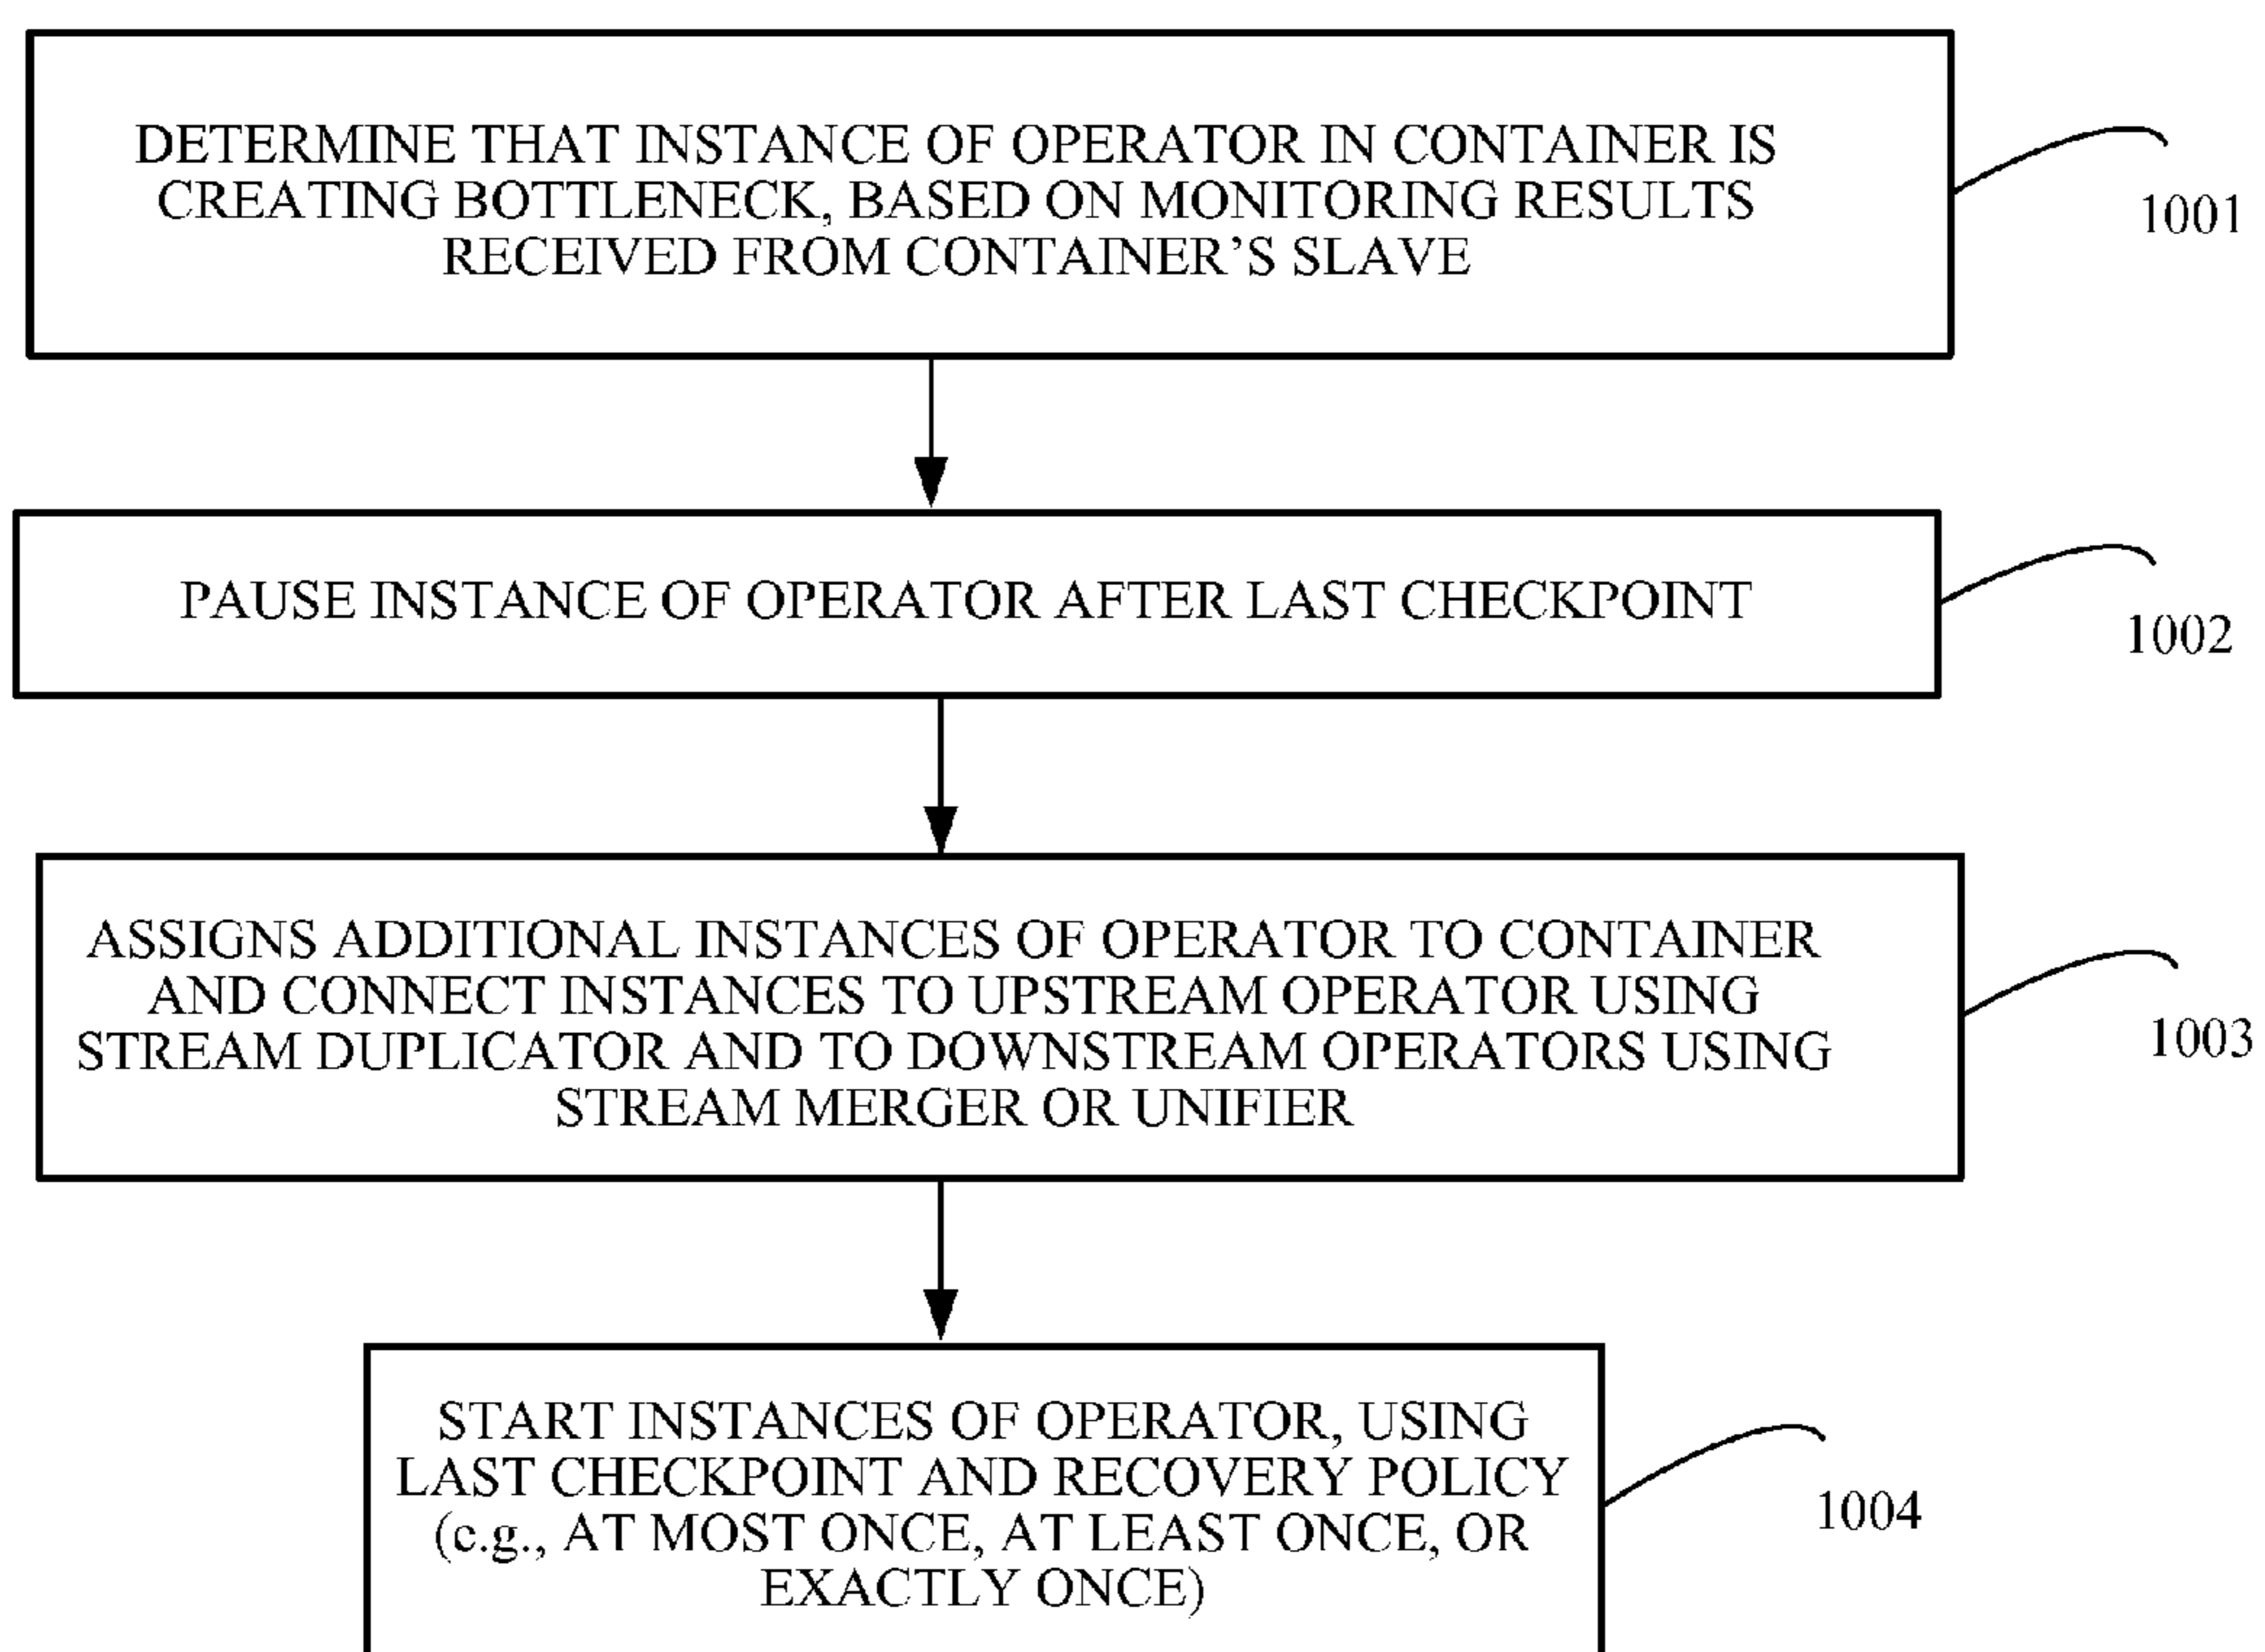 DETERMINE THAT INSTANCE OF OPERATOR IN CONTAINER IS
CREATING BOTTLENECK, BASED ON MONITORING RESULTS
RECEIVED FROM CONTAINER'S SLAVE
1001
PAUSE INSTANCE OF OPERATOR AFTER LAST CHECKPOINT
1002
ASSIGNS ADDITIONAL INSTANCES OF OPERATOR TO CONTAINER
AND CONNECT INSTANCES TO UPSTREAM OPERATOR USING
STREAM DUPLICATOR AND TO DOWNSTREAM OPERATORS USING
STREAM MERGER OR UNIFIER
1003
START INSTANCES OF OPERATOR, USING
LAST CHECKPOINT AND RECOVERY POLICY
(e.g., AT MOST ONCE, AT LEAST ONCE, OR
EXACTLY ONCE)
1004